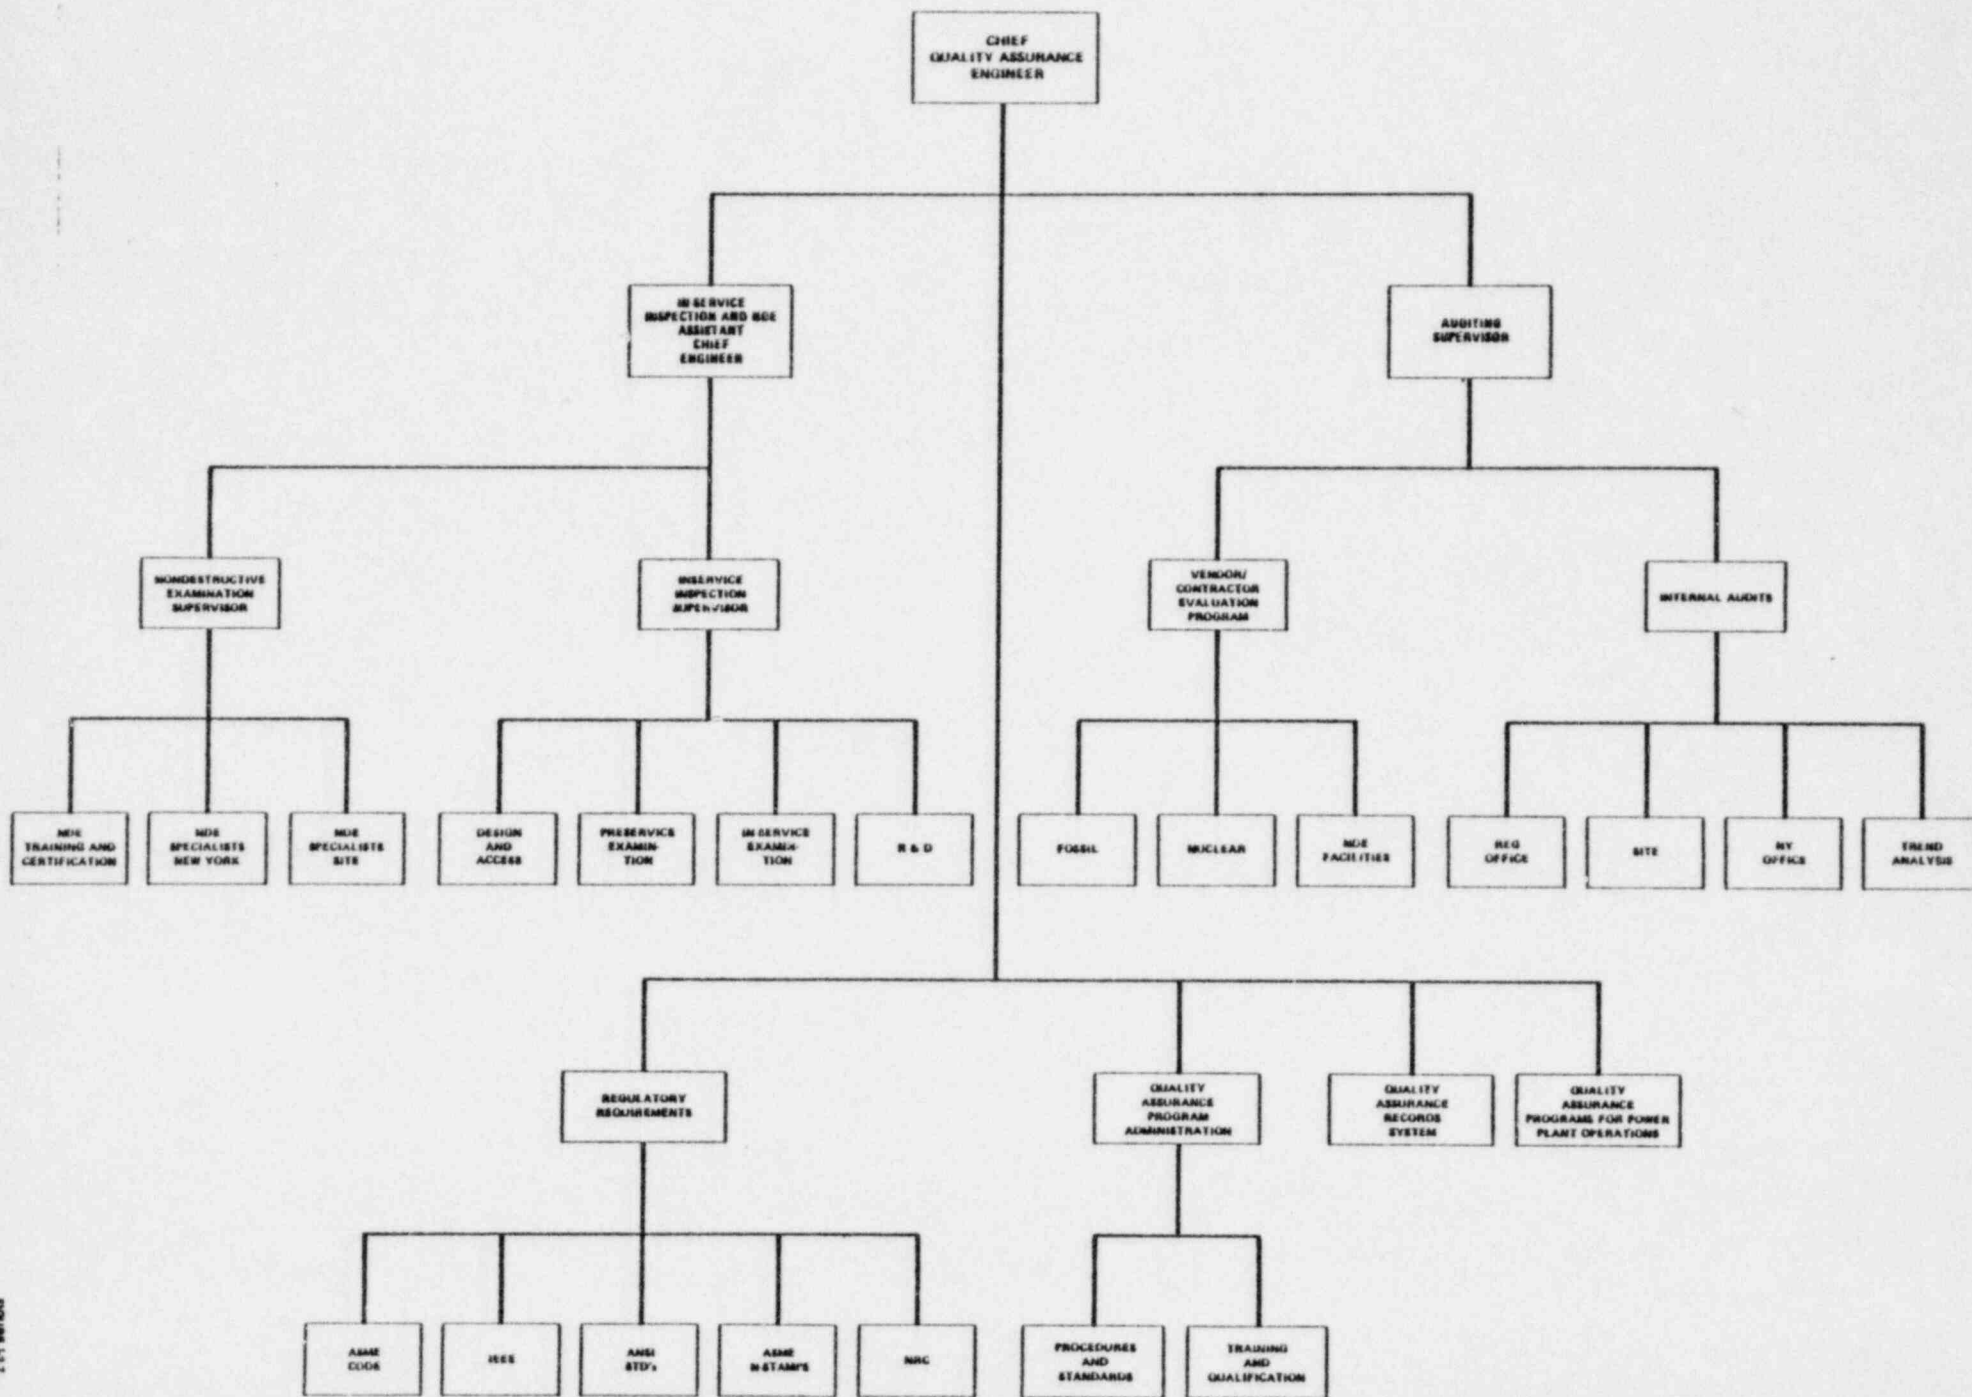 CHIEF
QUALITY ASSURANCE
ENGINEER
IN-SERVICE
INSPECTION AND NDE
ASSISTANT
CHIEF
ENGINEER
AUDITING
SUPERVISOR
NONDESTRUCTIVE
EXAMINATION
SUPERVISOR
INSERVICE
INSPECTION
SUPERVISOR
VENDOR/
CONTRACTOR
EVALUATION
PROGRAM
INTERNAL AUDITS
NDE
TRAINING AND
CERTIFICATION
NDE
SPECIALISTS
NEW YORK
NDE
SPECIALISTS
SITE
DESIGN
AND
ACCESS
PRESERVICE
EXAMIN-
TION
IN-SERVICE
EXAMIN-
TION
R & D
FOSSIL
NUCLEAR
NDE
FACILITIES
REG
OFFICE
SITE
NY
OFFICE
TREND
ANALYSIS
REGULATORY
REQUIREMENTS
QUALITY
ASSURANCE
PROGRAM
ADMINISTRATION
QUALITY
ASSURANCE
RECORDS
SYSTEM
QUALITY
ASSURANCE
PROGRAMS FOR POWER
PLANT OPERATIONS
ASME
CODE
IEEE
ANSI
STD's
ASME
N-STAMPS
NRC
PROCEDURES
AND
STANDARDS
TRAINING
AND
QUALIFICATION